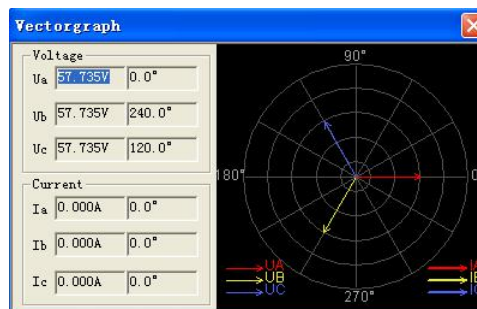 Vectorgraph
Voltage
Ua 57.735V 0.0°
Ub 57.735V 240.0°
Uc 57.735V 120.0°
Current
Ia 0.000A 0.0°
Ib 0.000A 0.0°
Ic 0.000A 0.0°
90°
180°
270°
UA
UB
UC